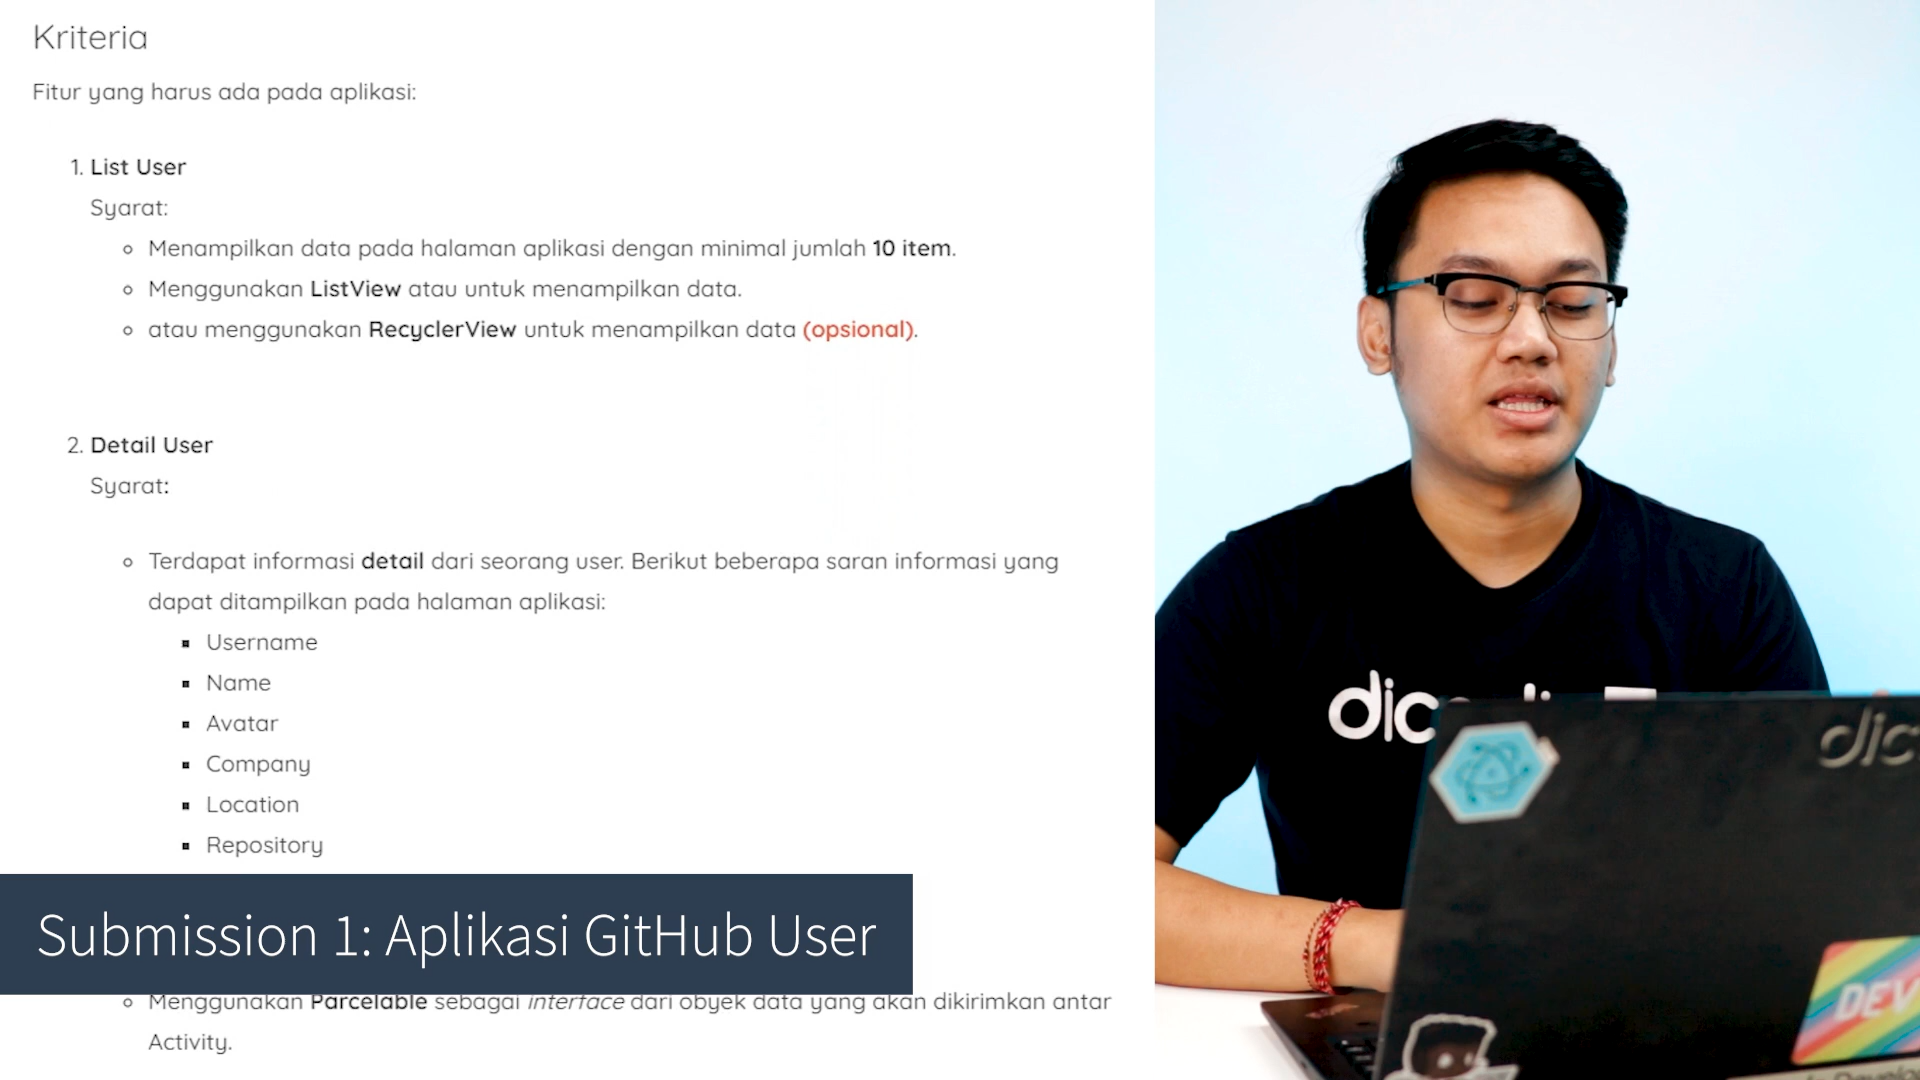 Kriteria
Fitur yang harus ada pada aplikasi:
1. List User
Syarat:
Menampilkan data pada halaman aplikasi dengan minimal jumlah 10 item.
Menggunakan ListView atau untuk menampilkan data.
atau menggunakan RecyclerView untuk menampilkan data (opsional).
2. Detail User
Syarat:
Terdapat informasi detail dari seorang user. Berikut beberapa saran informasi yang
dapat ditampilkan pada halaman aplikasi:
Username
Name
Avatar
Company
Location
Repository
Submission 1: Aplikasi GitHub User
Menggunakan Parcelable sebagai interface dari obyek data yang akan dikirimkan antar
Activity.
dic
dic
DEV